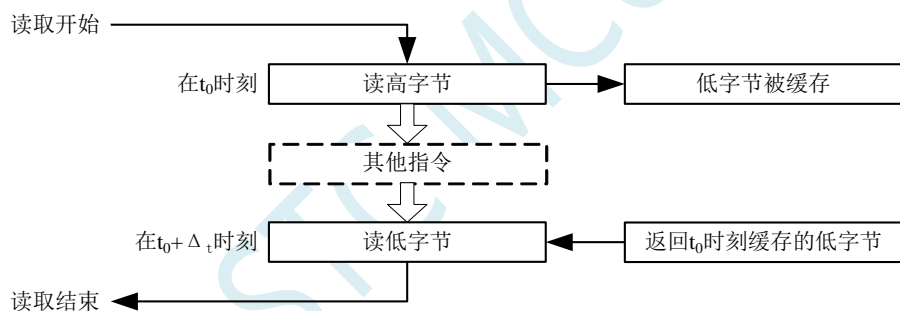 读取开始
在t₀时刻
读高字节
低字节被缓存
其他指令
在t₀+Δₜ时刻
读低字节
返回t₀时刻缓存的低字节
读取结束
STC MCU